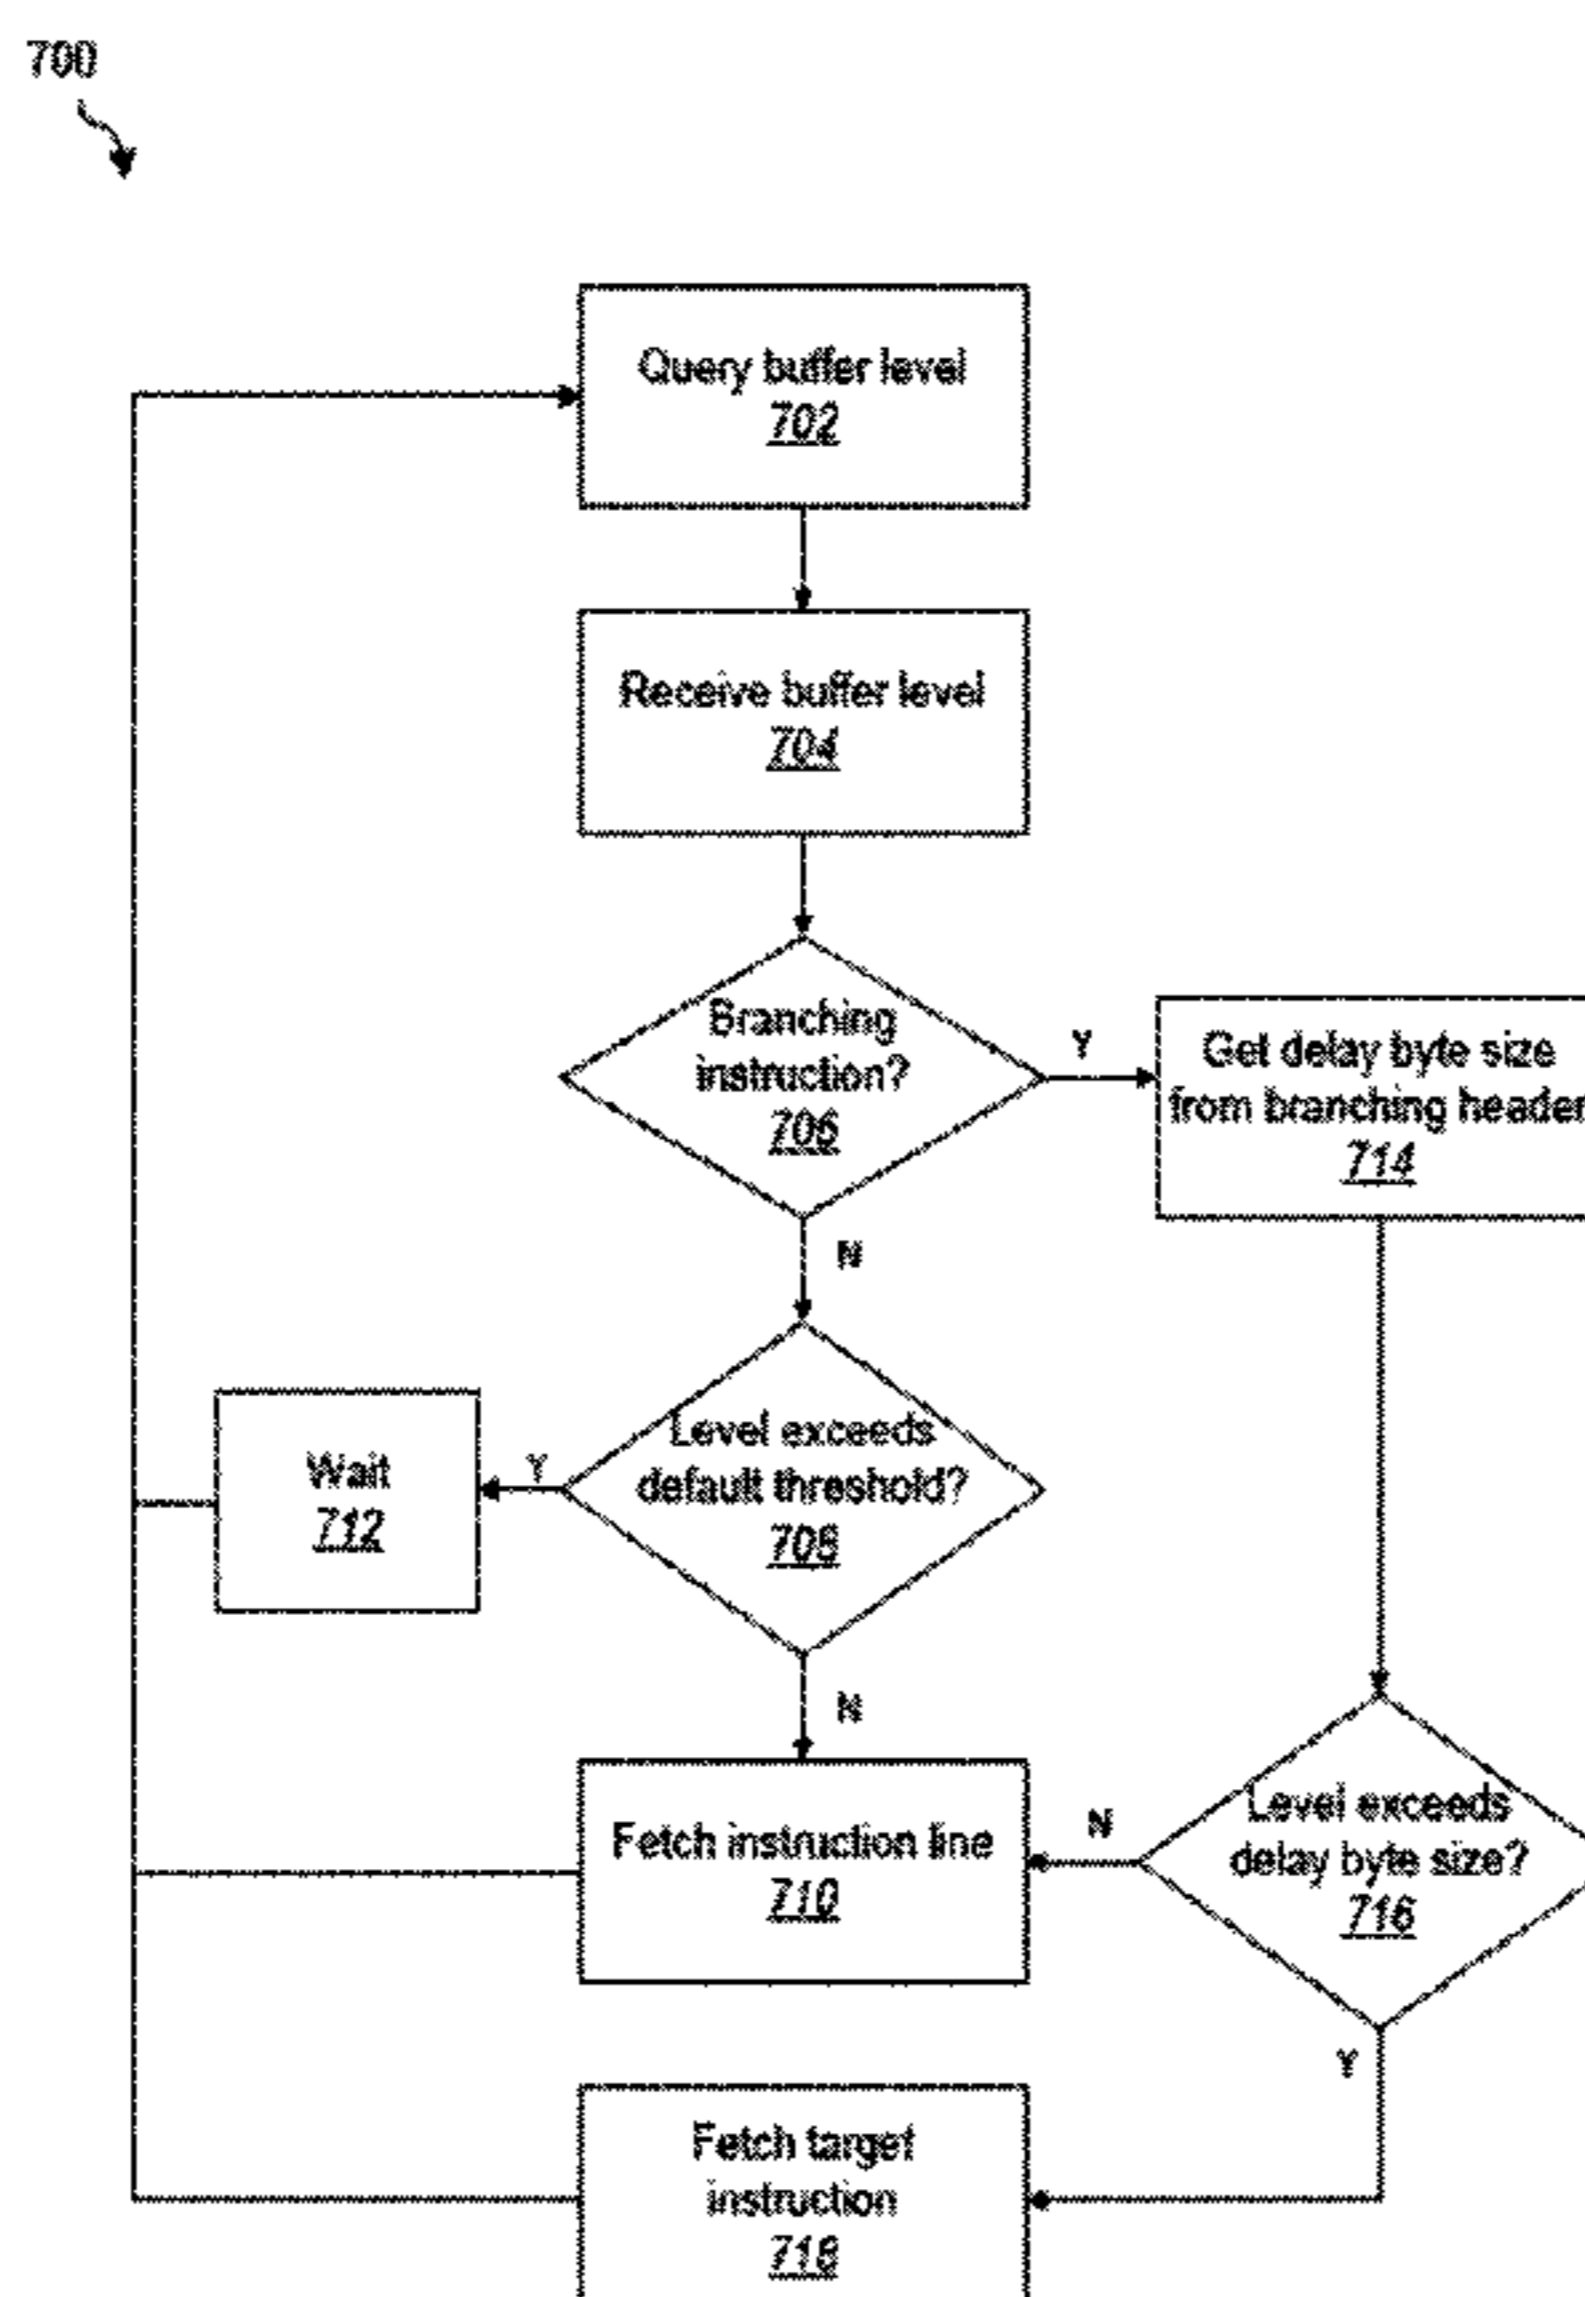 700
Query buffer level
702
Receive buffer level
704
Branching
instruction?
706
Y
Get delay byte size
from branching header
714
N
Level exceeds
default threshold?
708
Y
Wait
712
N
Fetch instruction line
710
N
Level exceeds
delay byte size?
716
Y
Fetch target
instruction
718